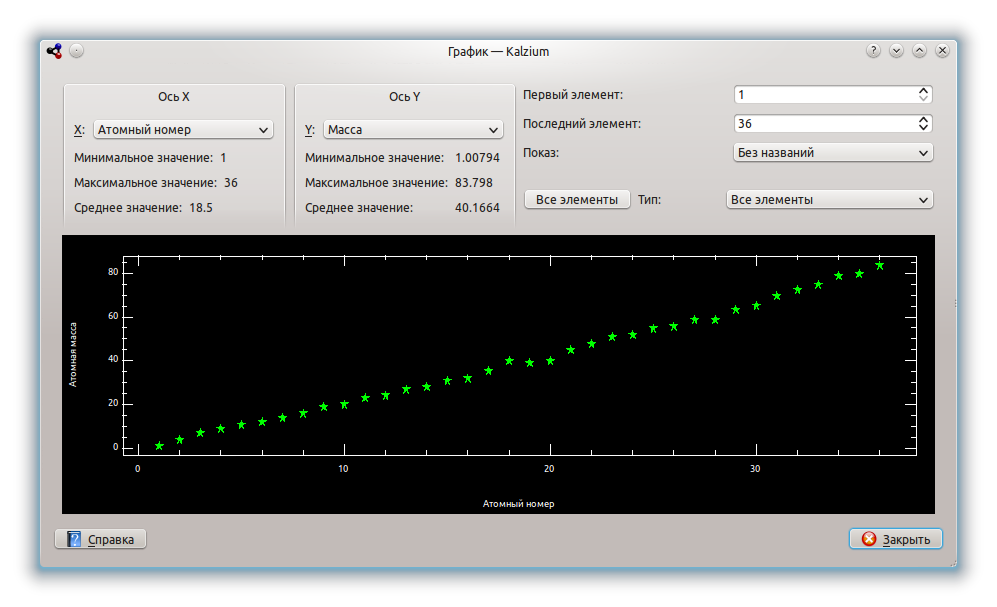 График — Kalzium
Ось X
X: Атомный номер
Минимальное значение: 1
Максимальное значение: 36
Среднее значение: 18.5
Ось Y
Y: Масса
Минимальное значение: 1.00794
Максимальное значение: 83.798
Среднее значение: 40.1664
Первый элемент: 1
Последний элемент: 36
Показ: Без названий
Все элементы Тип: Все элементы
Атомная масса
80
60
40
20
0
0 10 20 30
Атомный номер
Справка
Закрыть